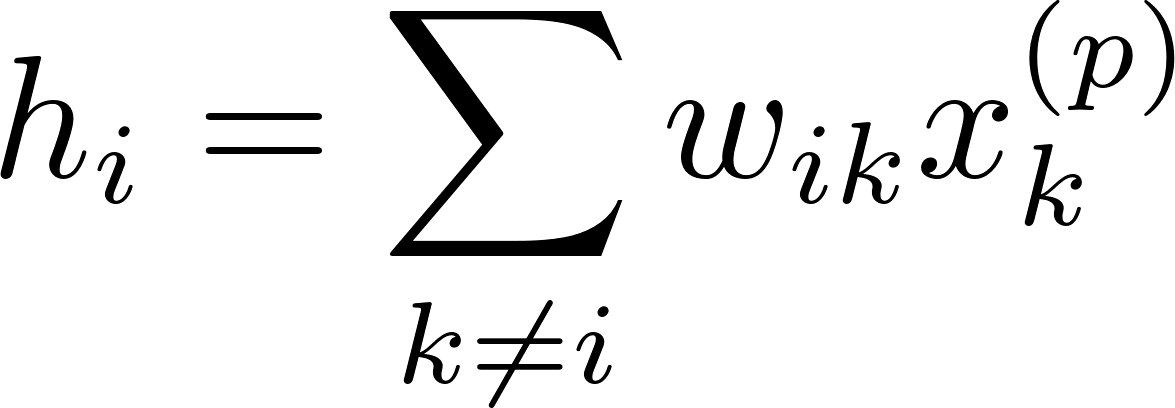 h_i = \sum_{k \neq i} w_{ik} x_k^{(p)}